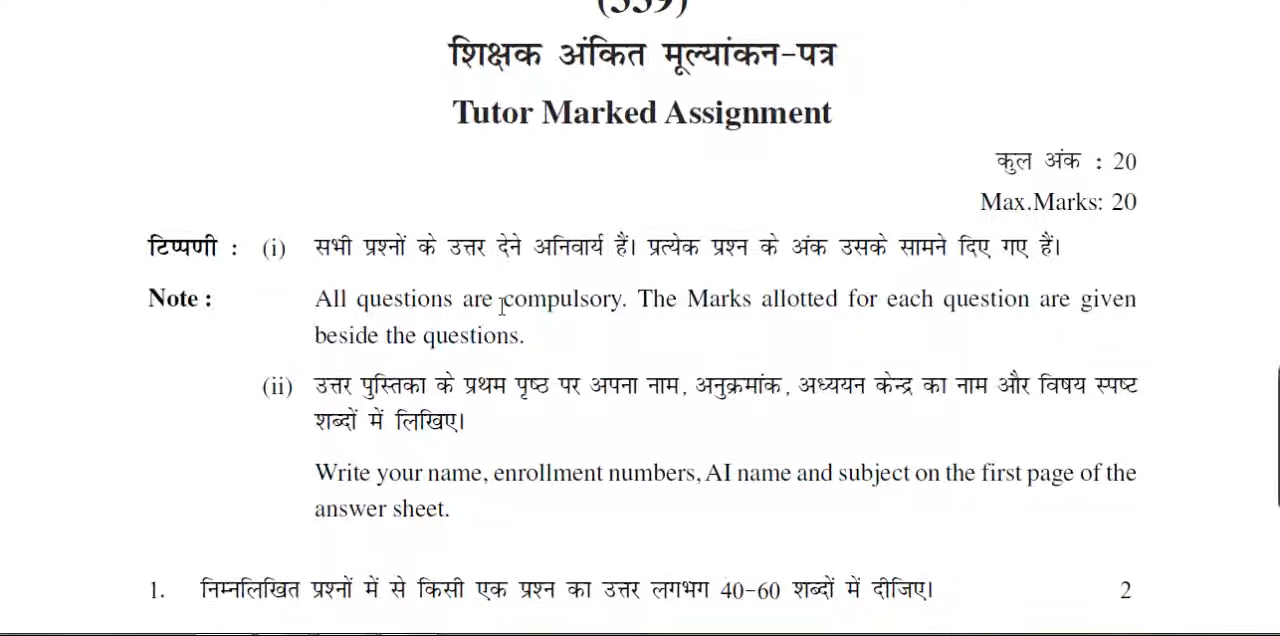 शिक्षक अंकित मूल्यांकन-पत्र
Tutor Marked Assignment
कुल अंक : 20
Max.Marks: 20
टिप्पणी : (i) सभी प्रश्नों के उत्तर देने अनिवार्य हैं। प्रत्येक प्रश्न के अंक उसके सामने दिए गए हैं।
Note : All questions are compulsory. The Marks allotted for each question are given
beside the questions.
(ii) उत्तर पुस्तिका के प्रथम पृष्ठ पर अपना नाम, अनुक्रमांक, अध्ययन केन्द्र का नाम और विषय स्पष्ट
शब्दों में लिखिए।
Write your name, enrollment numbers, AI name and subject on the first page of the
answer sheet.
1. निम्नलिखित प्रश्नों में से किसी एक प्रश्न का उत्तर लगभग 40-60 शब्दों में दीजिए। 2